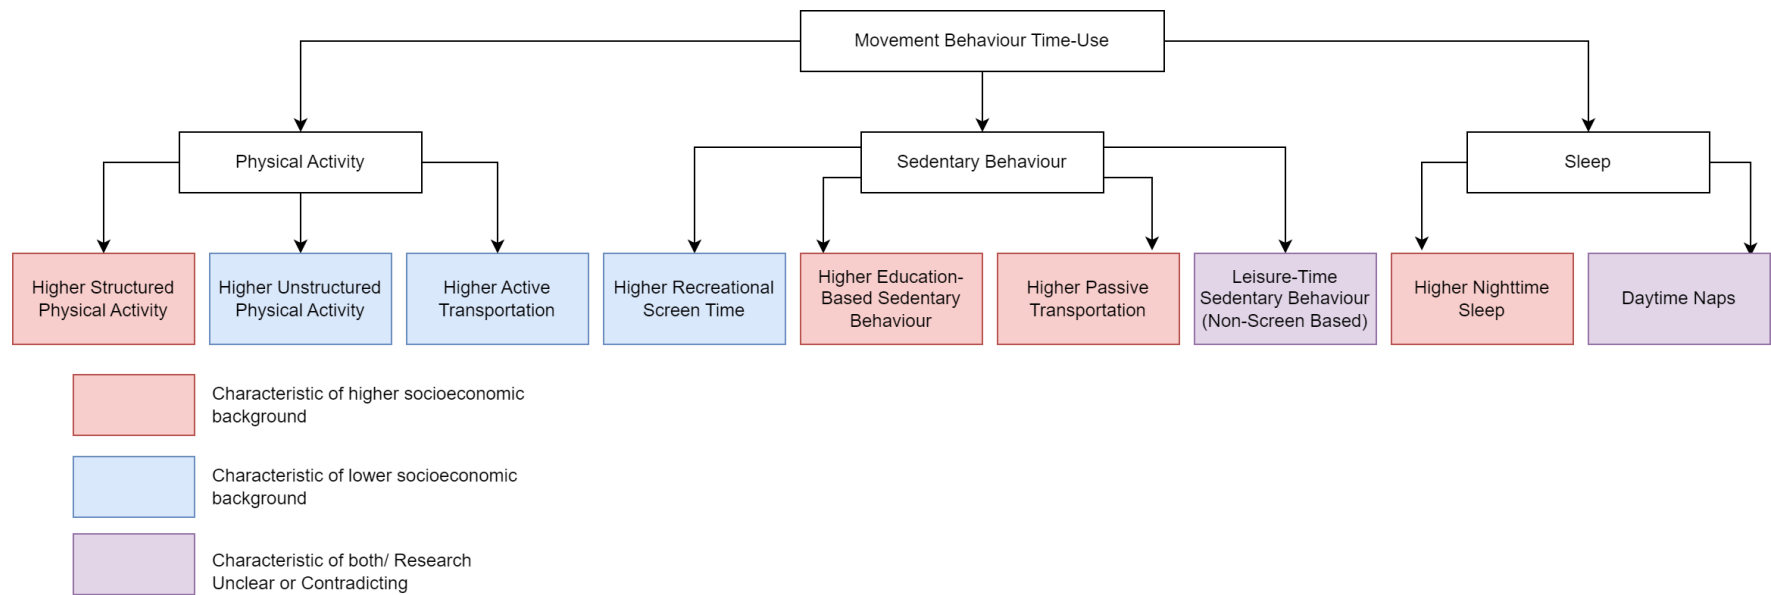 Movement Behaviour Time-Use
Physical Activity
Sedentary Behaviour
Sleep
Higher Structured
Physical Activity
Higher Unstructured
Physical Activity
Higher Active
Transportation
Higher Recreational
Screen Time
Higher Education-
Based Sedentary
Behaviour
Higher Passive
Transportation
Leisure-Time
Sedentary Behaviour
(Non-Screen Based)
Higher Nighttime
Sleep
Daytime Naps
Characteristic of higher socioeconomic
background
Characteristic of lower socioeconomic
background
Characteristic of both/ Research
Unclear or Contradicting